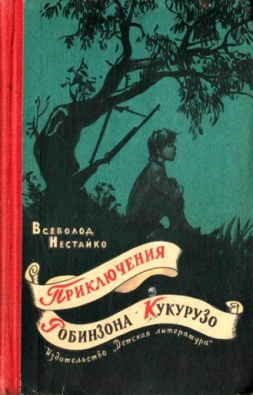 Всеволод
Нестайко
Приключения
Робинзона Кукурузо
"Издательство „Детская литература"